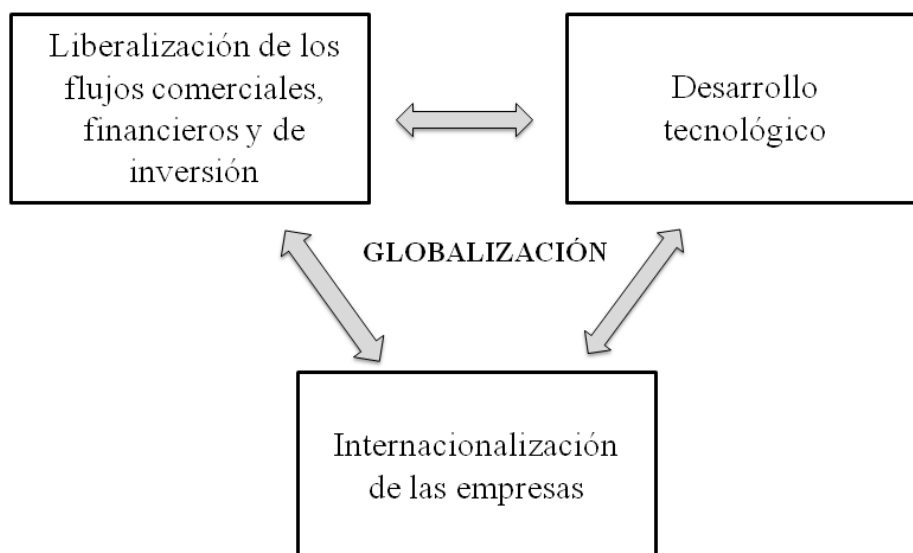 Liberalización de los
flujos comerciales,
financieros y de
inversión
Desarrollo
tecnológico
GLOBALIZACIÓN
Internacionalización
de las empresas